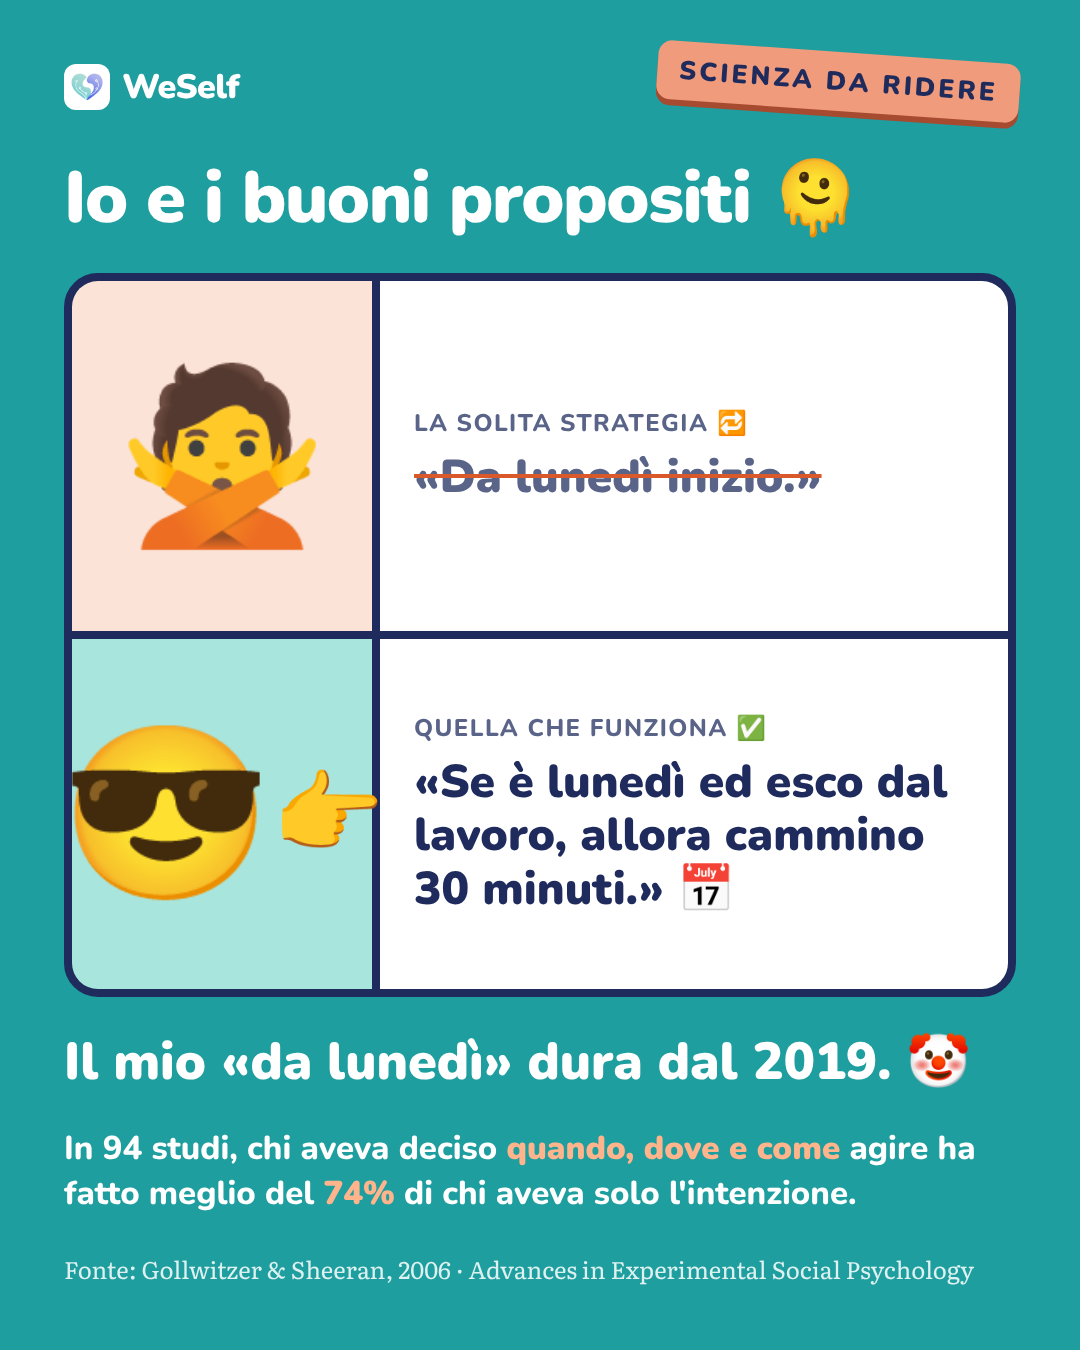 WeSelf
SCIENZA DA RIDERE
Io e i buoni propositi
LA SOLITA STRATEGIA
«Da lunedì inizio.»
QUELLA CHE FUNZIONA
«Se è lunedì ed esco dal
lavoro, allora cammino
30 minuti.»
July
17
Il mio «da lunedì» dura dal 2019.
In 94 studi, chi aveva deciso quando, dove e come agire ha
fatto meglio del 74% di chi aveva solo l'intenzione.
Fonte: Gollwitzer & Sheeran, 2006 · Advances in Experimental Social Psychology